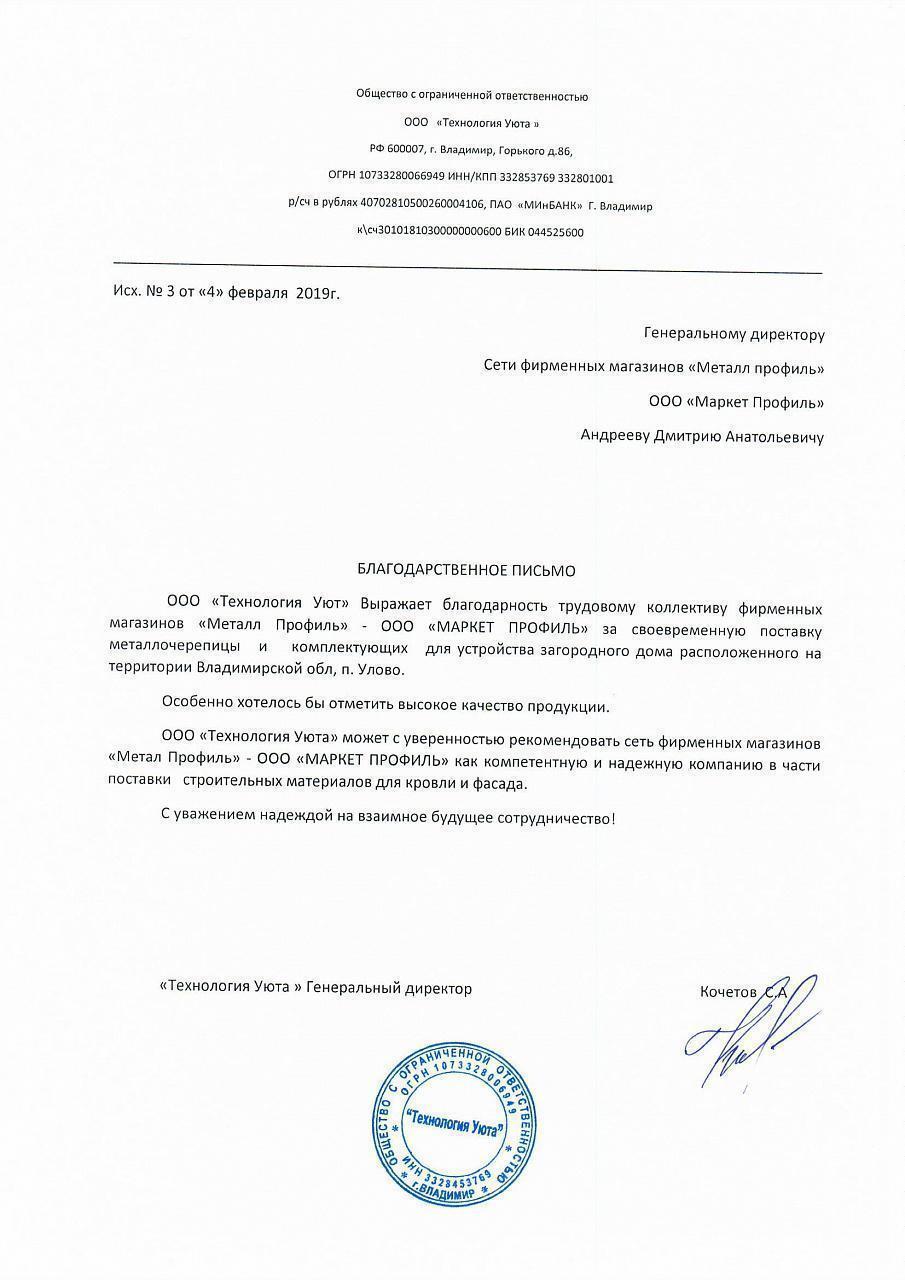 Общество с ограниченной ответственностью
ООО «Технология Уюта »
РФ 600007, г. Владимир, Горького д.86,
ОГРН 10733280066949 ИНН/КПП 332853769 332801001
р/сч в рублях 40702810500260004106, ПАО «МИнБАНК» Г. Владимир
к\сч30101810300000000600 БИК 044525600
Исх. № 3 от «4» февраля 2019г.
Генеральному директору
Сети фирменных магазинов «Металл профиль»
ООО «Маркет Профиль»
Андрееву Дмитрию Анатольевичу
БЛАГОДАРСТВЕННОЕ ПИСЬМО
ООО «Технология Уют» Выражает благодарность трудовому коллективу фирменных
магазинов «Металл Профиль» - ООО «МАРКЕТ ПРОФИЛЬ» за своевременную поставку
металлочерепицы и комплектующих для устройства загородного дома расположенного на
территории Владимирской обл, п. Улово.
Особенно хотелось бы отметить высокое качество продукции.
ООО «Технология Уюта» может с уверенностью рекомендовать сеть фирменных магазинов
«Метал Профиль» - ООО «МАРКЕТ ПРОФИЛЬ» как компетентную и надежную компанию в части
поставки строительных материалов для кровли и фасада.
С уважением надеждой на взаимное будущее сотрудничество!
«Технология Уюта » Генеральный директор
Кочетов С.А
ОБЩЕСТВО С ОГРАНИЧЕННОЙ ОТВЕТСТВЕННОСТЬЮ
ОГРН 1073328006949
"Технология Уюта"
ИНН 3328453769
* г.ВЛАДИМИР *